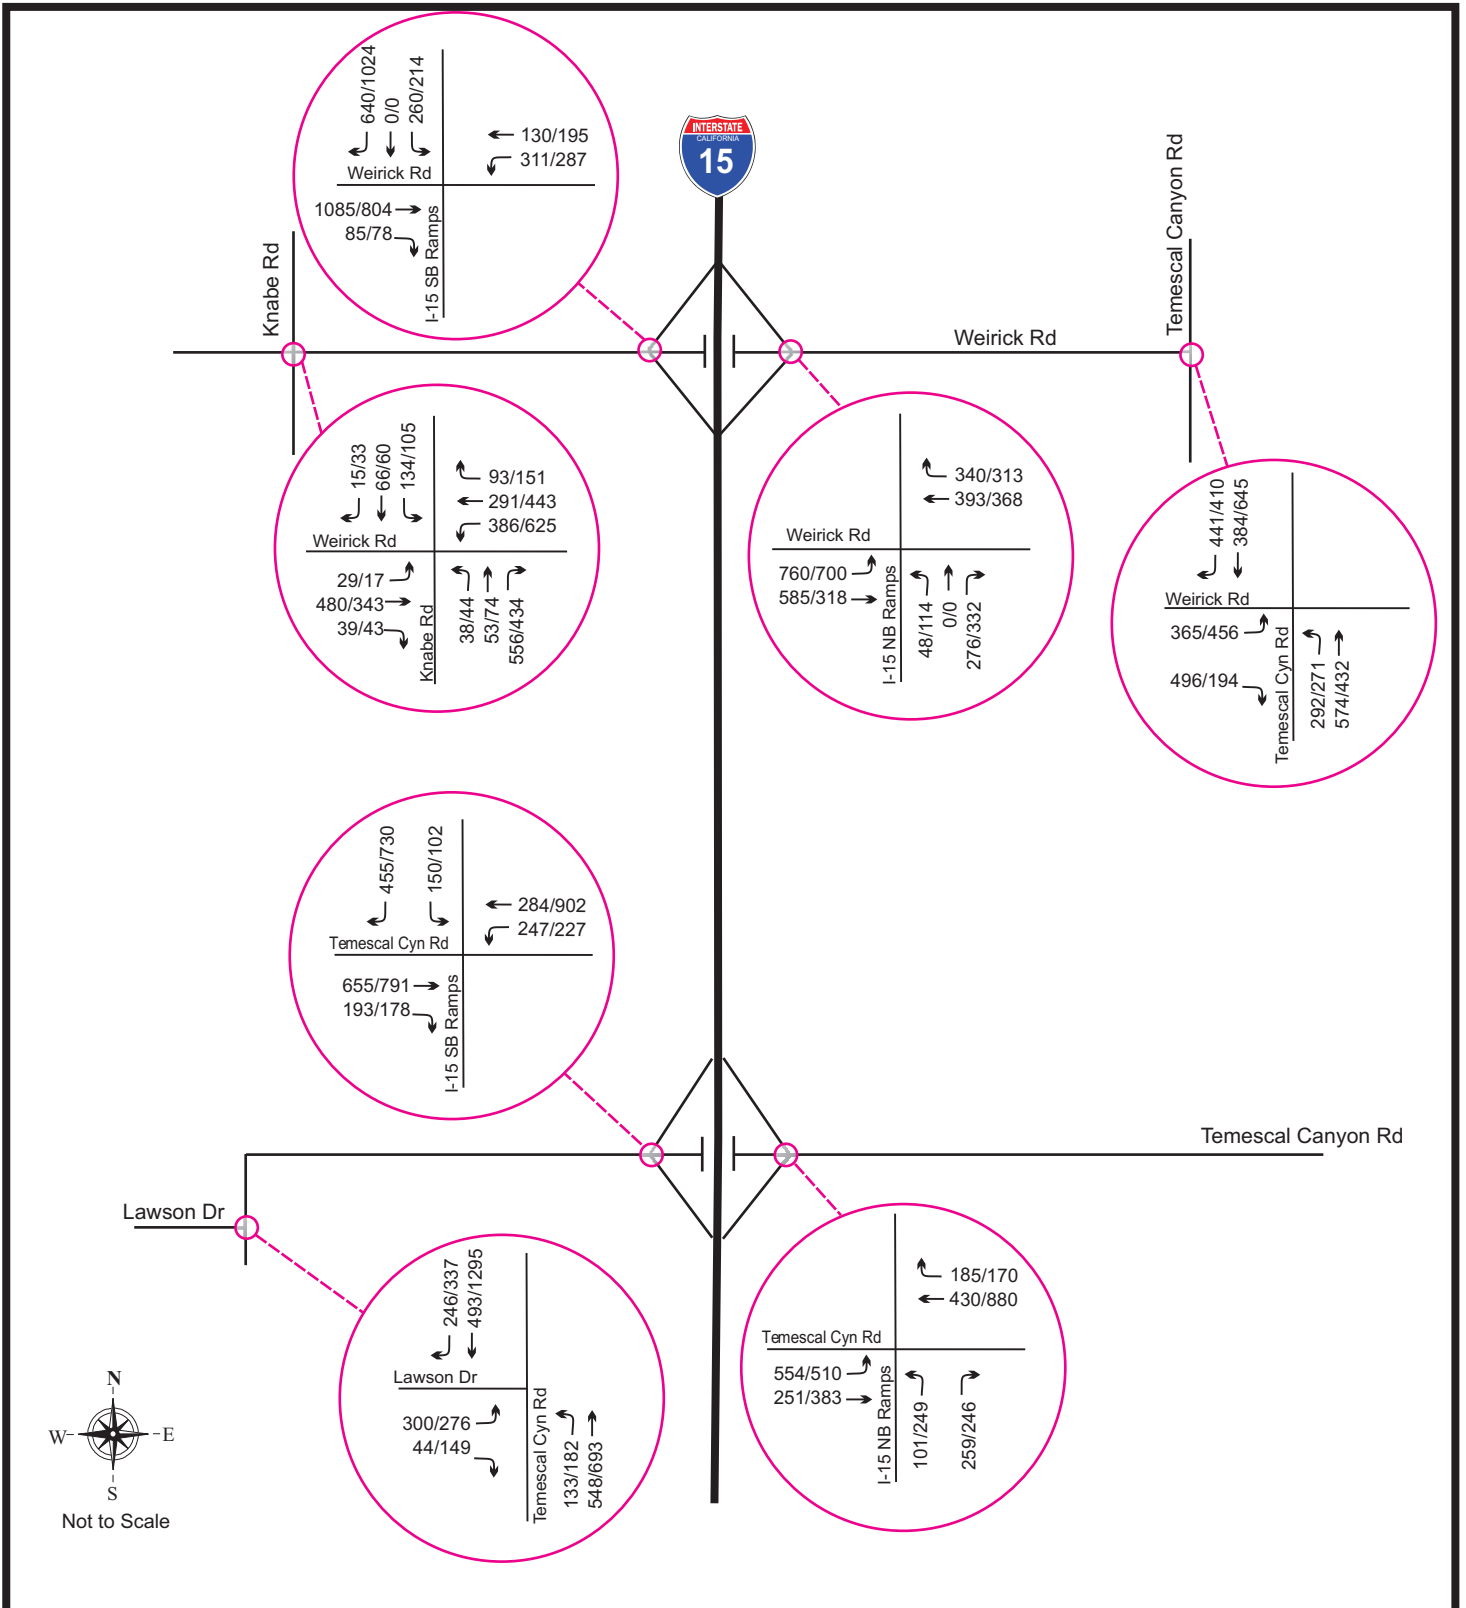 640/1024
0/0
260/214
130/195
311/287
Weirick Rd
1085/804
85/78
I-15 SB Ramps
INTERSTATE
CALIFORNIA
15
Temescal Canyon Rd
Knabe Rd
Weirick Rd
15/33
66/60
134/105
93/151
291/443
386/625
Weirick Rd
29/17
480/343
39/43
Knabe Rd
38/44
53/74
556/434
340/313
393/368
Weirick Rd
760/700
585/318
I-15 NB Ramps
48/114
0/0
276/332
441/410
384/645
Weirick Rd
365/456
496/194
Temescal Cyn Rd
292/271
574/432
455/730
150/102
284/902
247/227
Temescal Cyn Rd
655/791
193/178
I-15 SB Ramps
Temescal Canyon Rd
Lawson Dr
246/337
493/1295
Lawson Dr
300/276
44/149
Temescal Cyn Rd
133/182
548/693
185/170
430/880
Temescal Cyn Rd
554/510
251/383
I-15 NB Ramps
101/249
259/246
N
W E
S
Not to Scale